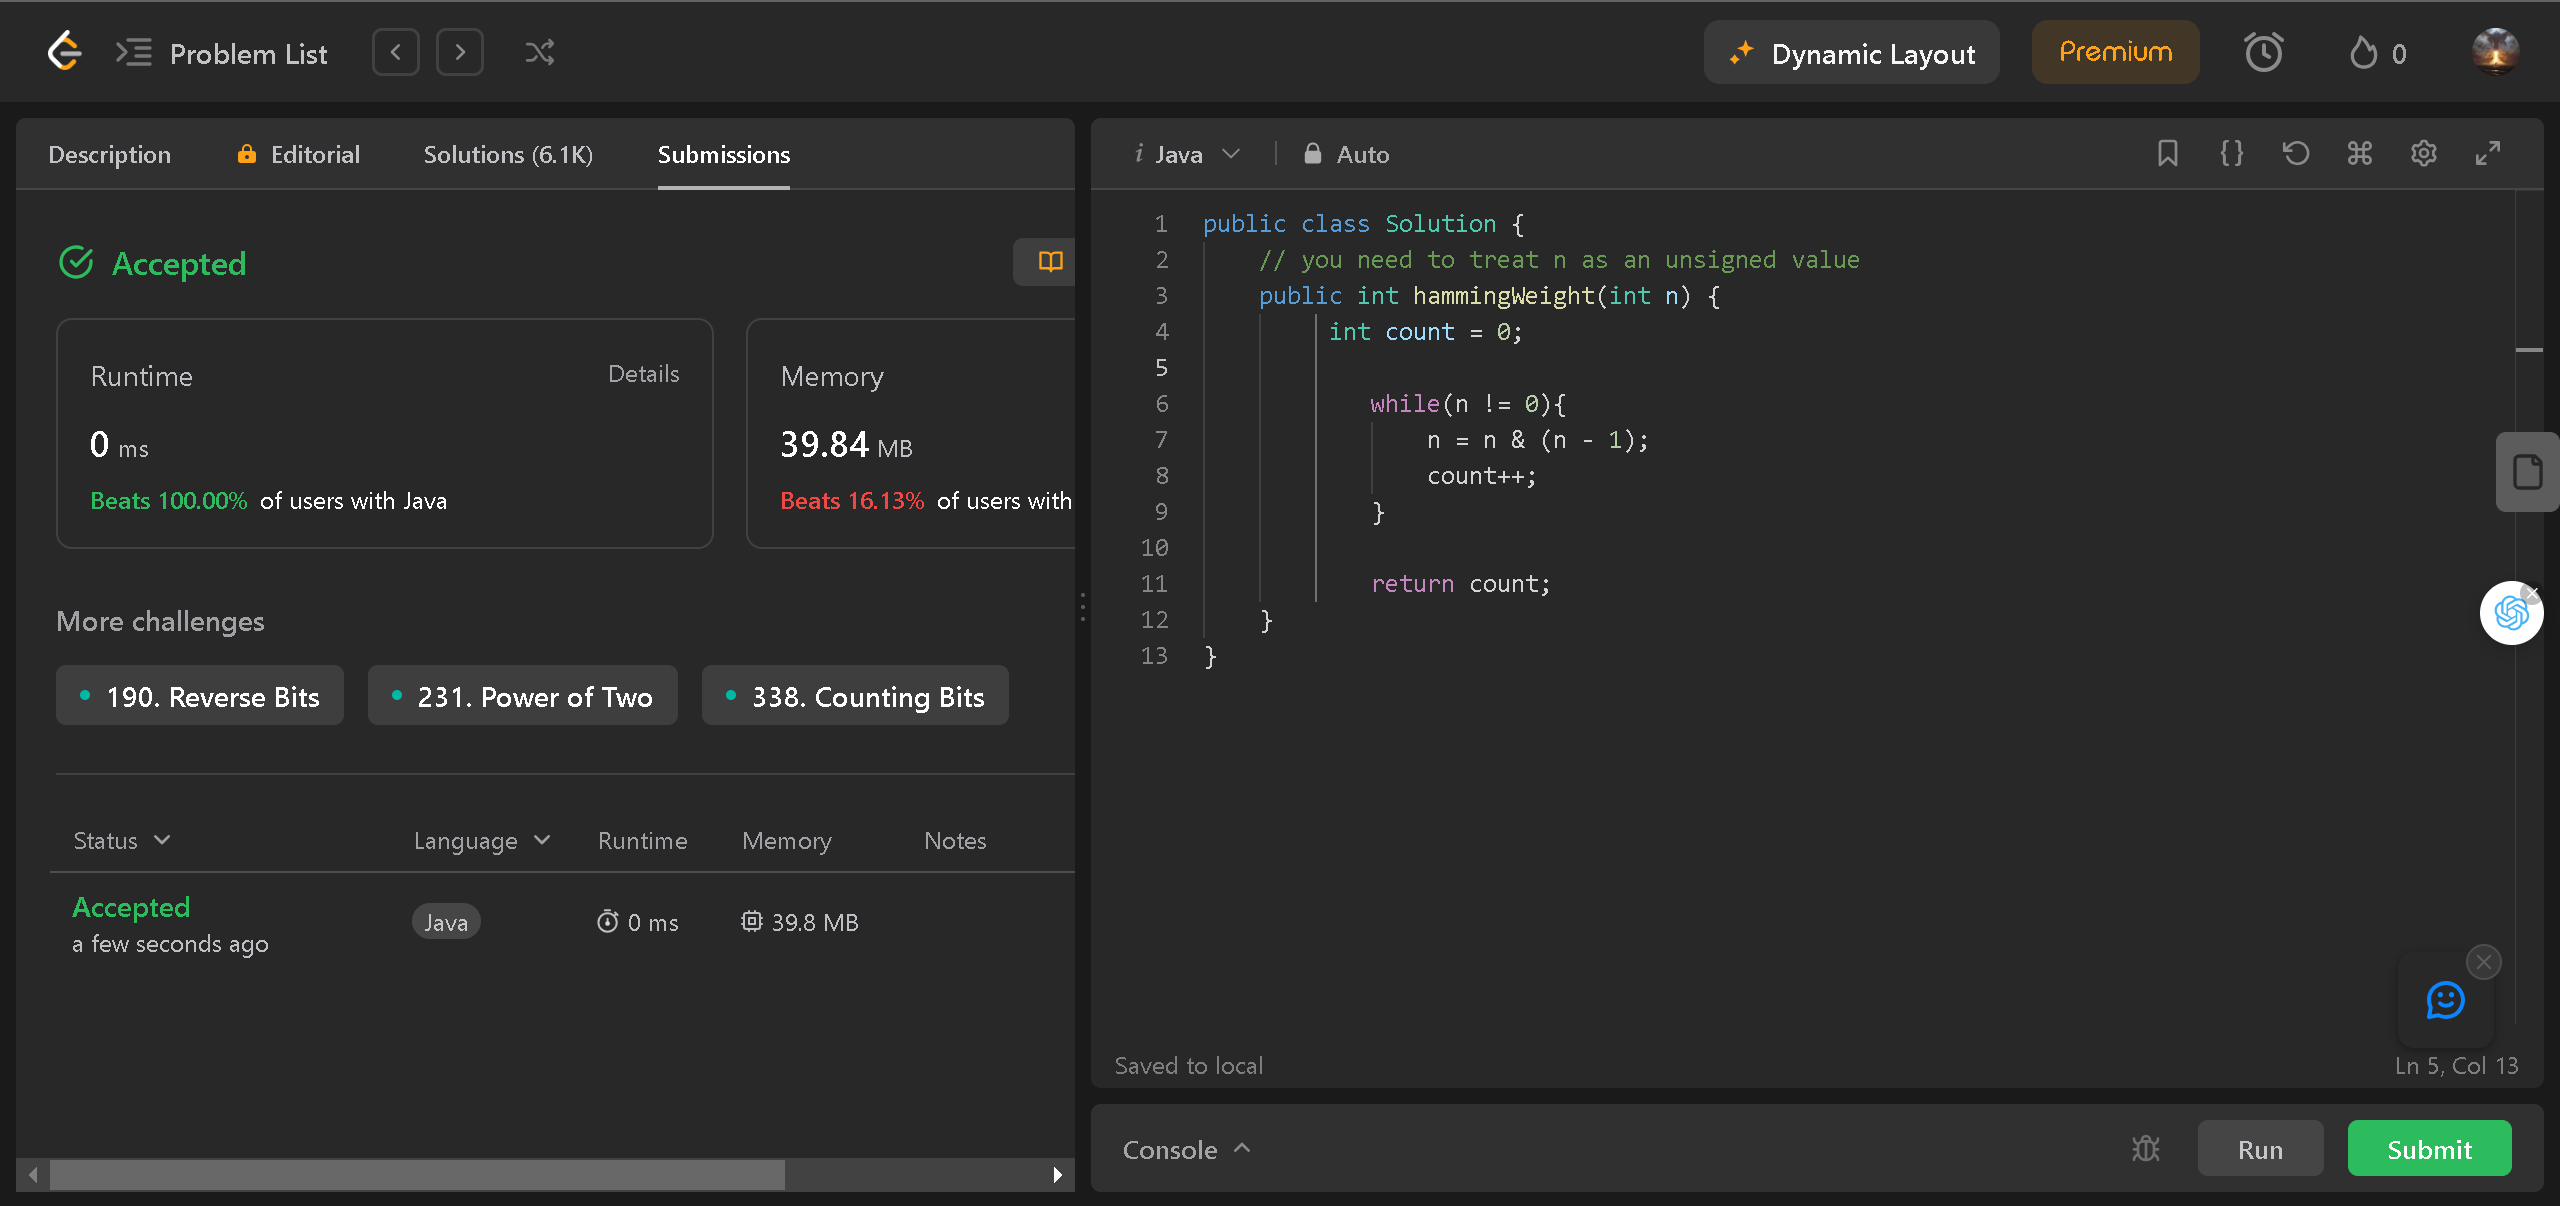 Problem List
Dynamic Layout
Premium
0
Description
Editorial
Solutions (6.1K)
Submissions
Accepted
Runtime
Details
0 ms
Beats 100.00% of users with Java
Memory
39.84 MB
Beats 16.13% of users with
More challenges
190. Reverse Bits
231. Power of Two
338. Counting Bits
Status
Language
Runtime
Memory
Notes
Accepted
a few seconds ago
Java
0 ms
39.8 MB
i Java
Auto
1 public class Solution {
2 // you need to treat n as an unsigned value
3 public int hammingWeight(int n) {
4 int count = 0;
5
6 while(n != 0){
7 n = n & (n - 1);
8 count++;
9 }
10
11 return count;
12 }
13 }
Saved to local
Ln 5, Col 13
Console
Run
Submit